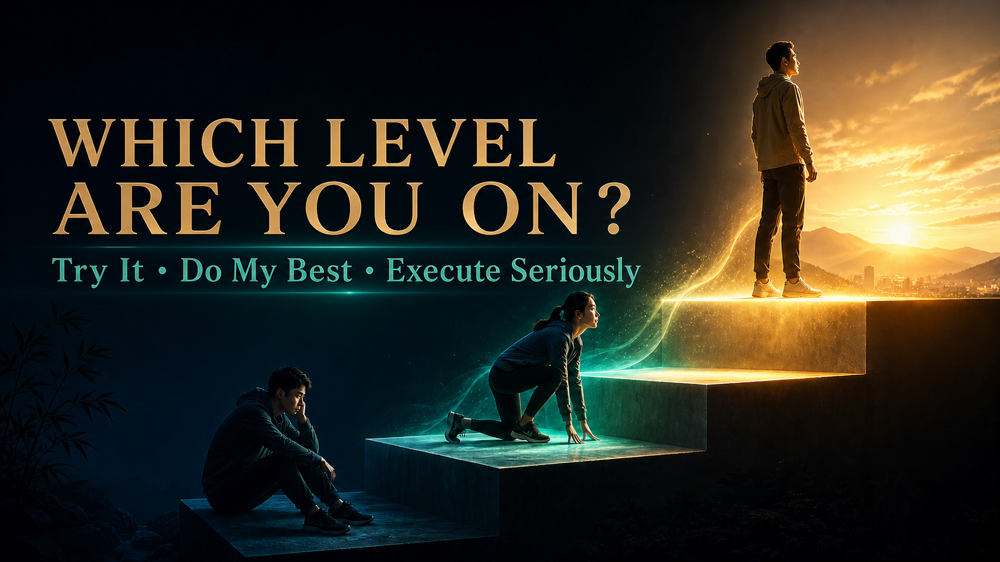 WHICH LEVEL
ARE YOU ON?
Try It • Do My Best • Execute Seriously